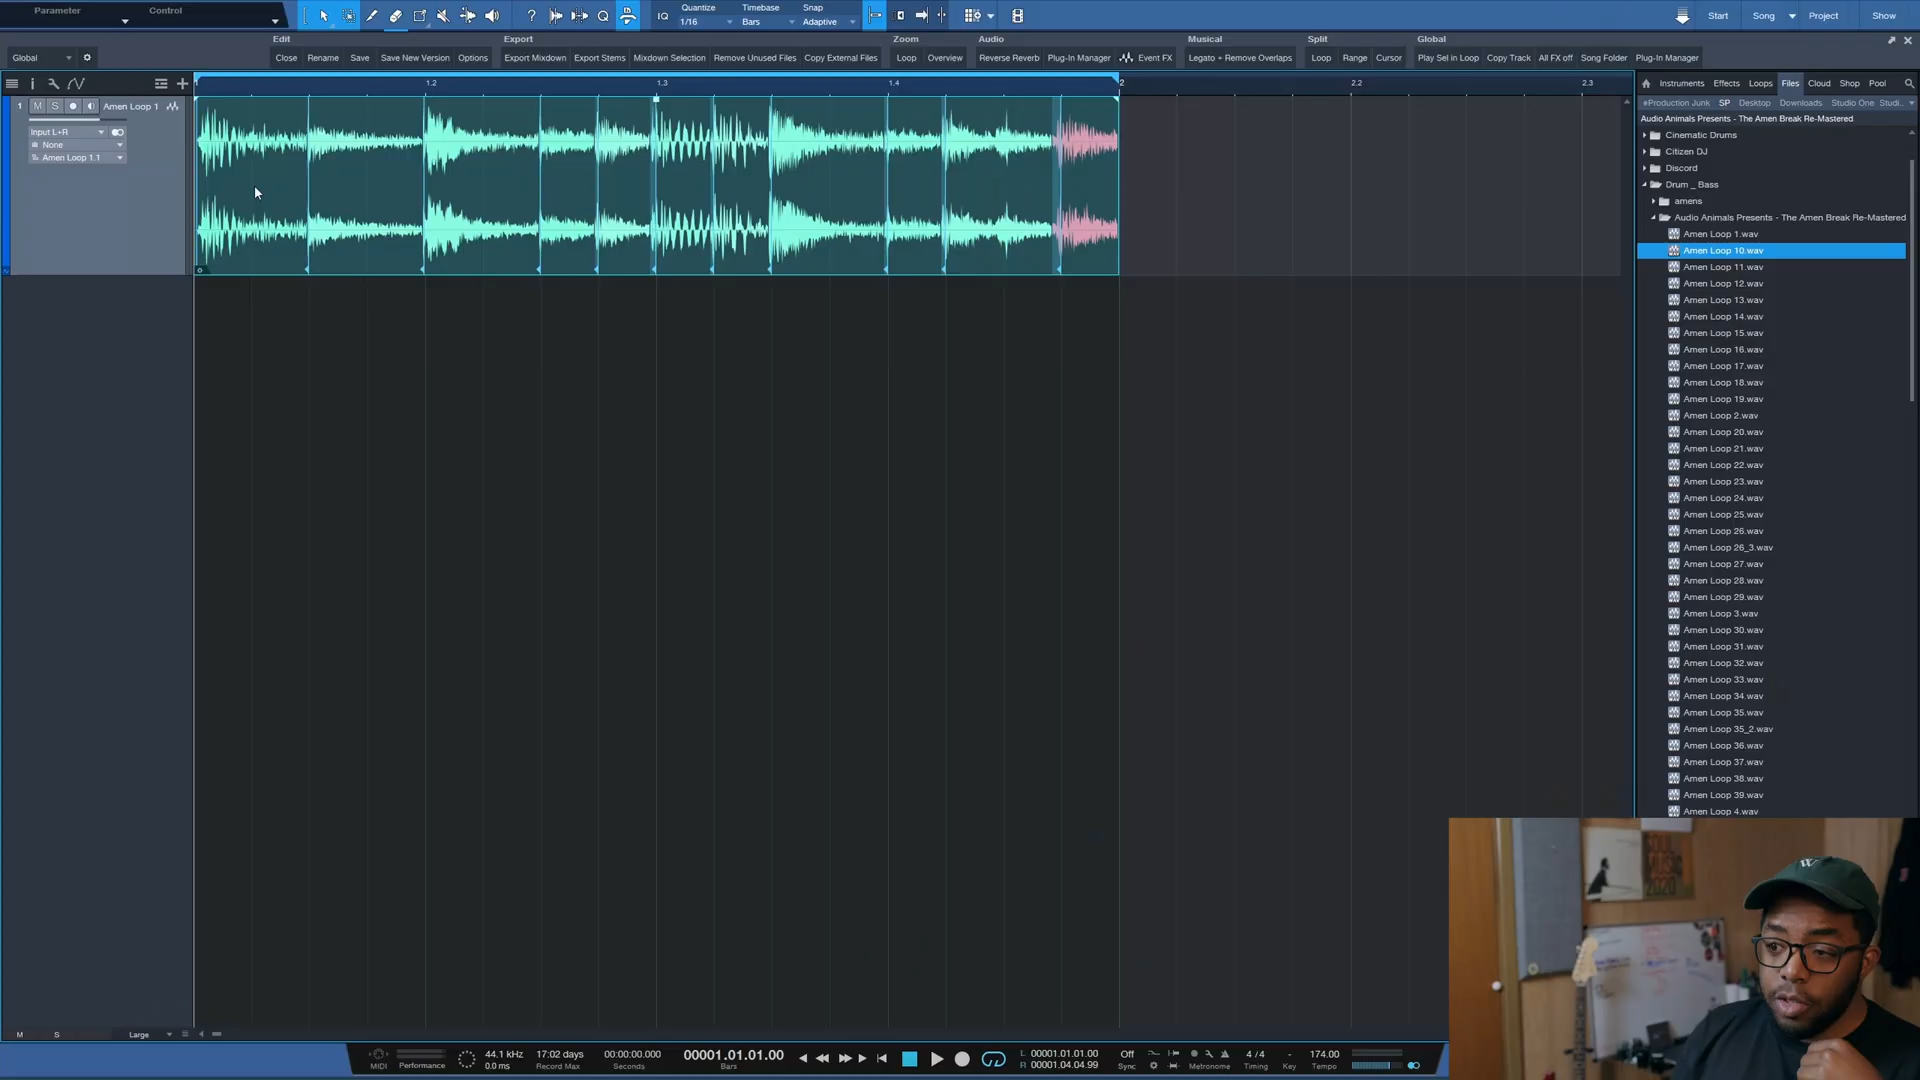 Parameter Control
Quantize Timebase Snap
IQ 1/16 Bars Adaptive
Start Song Project Show
Edit Export Zoom Audio Musical Split Global
Global Close Rename Save Save New Version Options Export Mixdown Export Stems Mixdown Selection Remove Unused Files Copy External Files Loop Overview Reverse Reverb Plug-In Manager Event FX Legato + Remove Overlaps Loop Range Cursor Play Sel in Loop Copy Track All FX off Song Folder Plug-In Manager
1.2 1.3 1.4 2 2.2 2.3
Instruments Effects Loops Files Cloud Shop Pool
#Production Junk SP Desktop Downloads Studio One Studi..
1 M S Amen Loop 1
Input L+R
None
Amen Loop 1.1
Audio Animals Presents - The Amen Break Re-Mastered
Cinematic Drums
Citizen DJ
Discord
Drum _ Bass
amens
Audio Animals Presents - The Amen Break Re-Mastered
Amen Loop 1.wav
Amen Loop 10.wav
Amen Loop 11.wav
Amen Loop 12.wav
Amen Loop 13.wav
Amen Loop 14.wav
Amen Loop 15.wav
Amen Loop 16.wav
Amen Loop 17.wav
Amen Loop 18.wav
Amen Loop 19.wav
Amen Loop 2.wav
Amen Loop 20.wav
Amen Loop 21.wav
Amen Loop 22.wav
Amen Loop 23.wav
Amen Loop 24.wav
Amen Loop 25.wav
Amen Loop 26.wav
Amen Loop 26_3.wav
Amen Loop 27.wav
Amen Loop 28.wav
Amen Loop 29.wav
Amen Loop 3.wav
Amen Loop 30.wav
Amen Loop 31.wav
Amen Loop 32.wav
Amen Loop 33.wav
Amen Loop 34.wav
Amen Loop 35.wav
Amen Loop 35_2.wav
Amen Loop 36.wav
Amen Loop 37.wav
Amen Loop 38.wav
Amen Loop 39.wav
Amen Loop 4.wav
M S Large
44.1 kHz 17:02 days 00:00:00.000 00001.01.01.00 L 00001.01.01.00 Off 4 / 4 - 174.00
MIDI Performance 0.0 ms Record Max Seconds Bars R 00001.04.04.99 Sync Metronome Timing Key Tempo